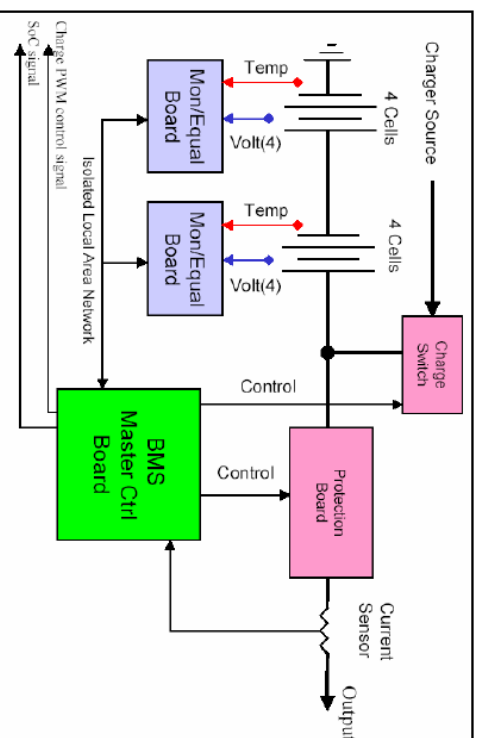 Charge PWM control signal
SoC signal
Temp
Mon/Equal
Board
Volt(4)
4 Cells
Charger Source
Isolated Local Area Network
Temp
Mon/Equal
Board
Volt(4)
4 Cells
Charge
Switch
Control
BMS
Master Ctrl
Board
Control
Protection
Board
Current
Sensor
Output